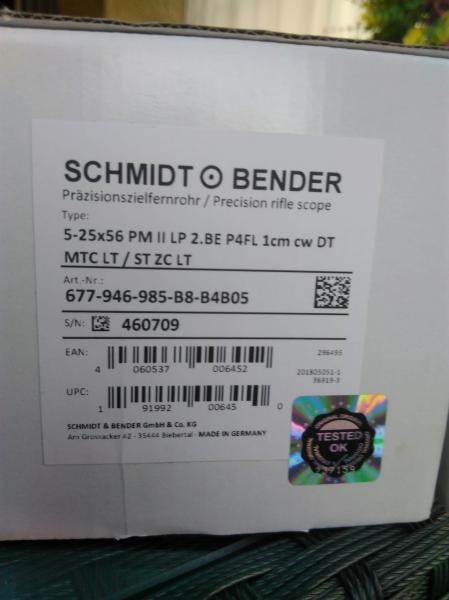 SCHMIDT BENDER
Präzisionszielfernrohr / Precision rifle scope
Type:
5-25x56 PM II LP 2.BE P4FL 1cm cw DT
MTC LT / ST ZC LT
Art.-Nr.:
677-946-985-B8-B4B05
S/N: 460709
EAN:
4 060537 006452
296495
201805051-1
36919-3
UPC:
1 91992 00645 0
SCHMIDT & BENDER GmbH & Co. KG
Am Grossacker 42 - 35444 Biebertal - MADE IN GERMANY
TESTED
OK